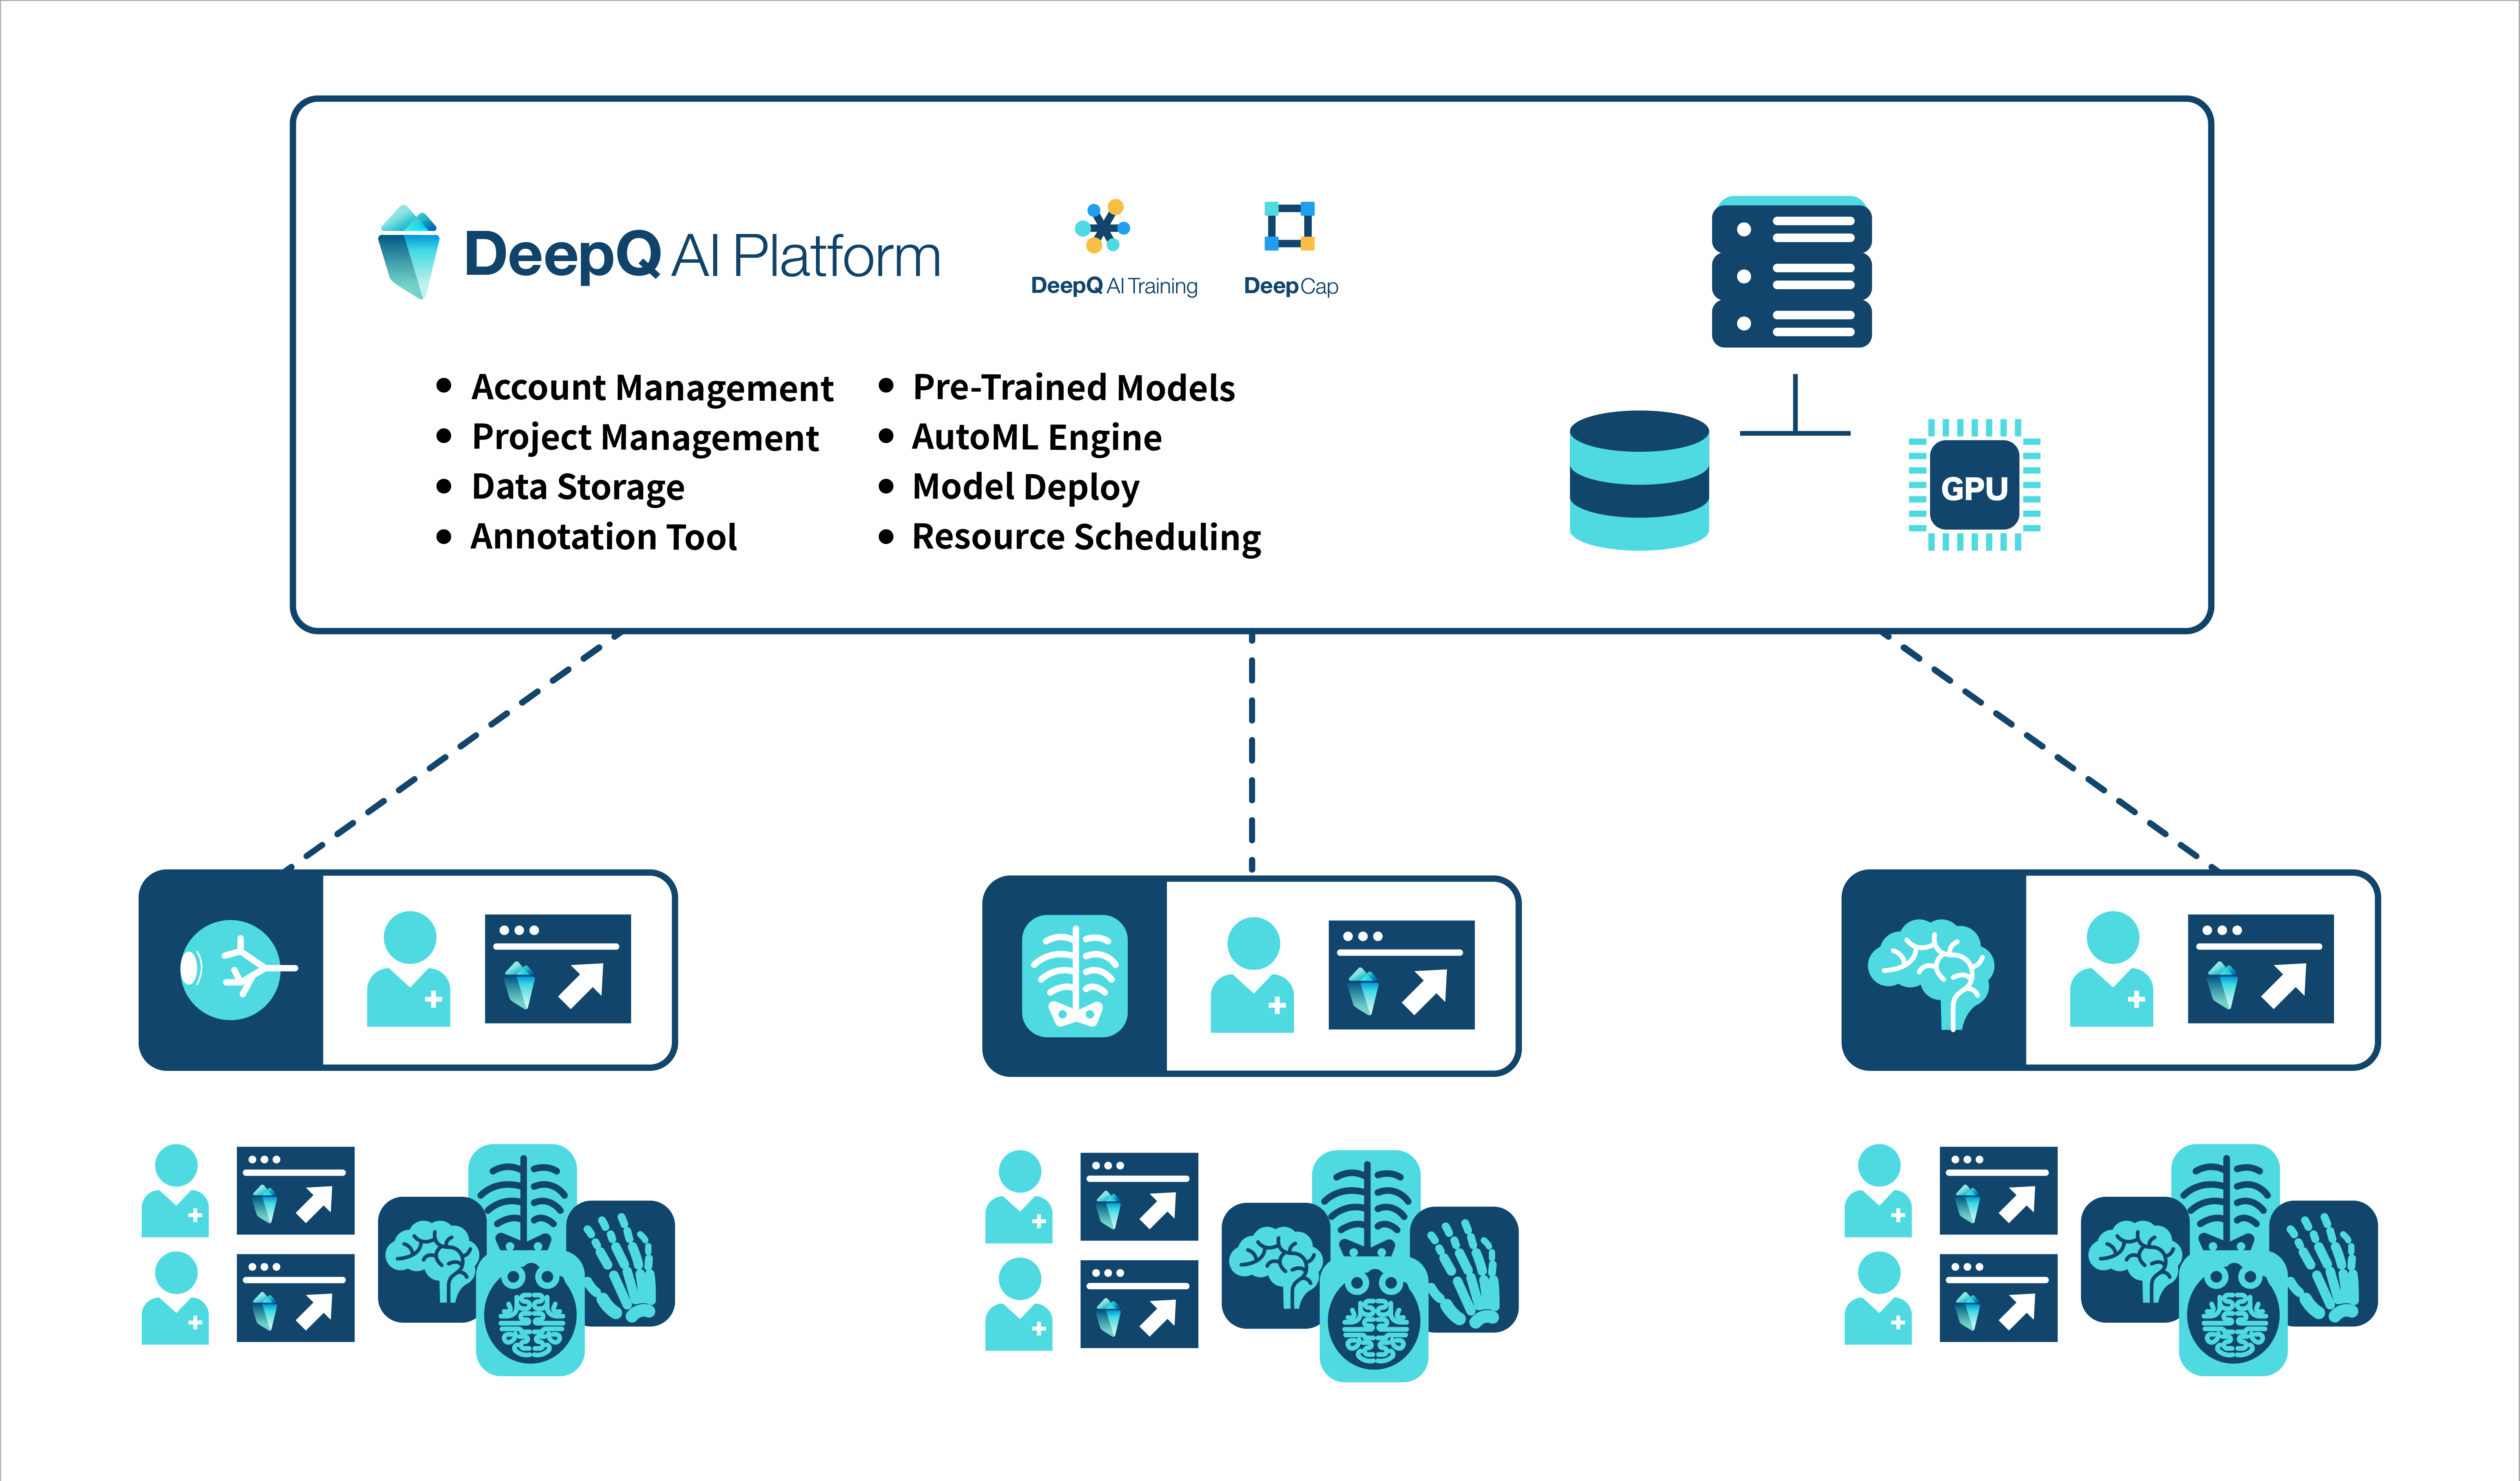 DeepQ AI Platform
DeepQ AI Training
DeepCap
Account Management
Project Management
Data Storage
Annotation Tool
Pre-Trained Models
AutoML Engine
Model Deploy
Resource Scheduling
GPU